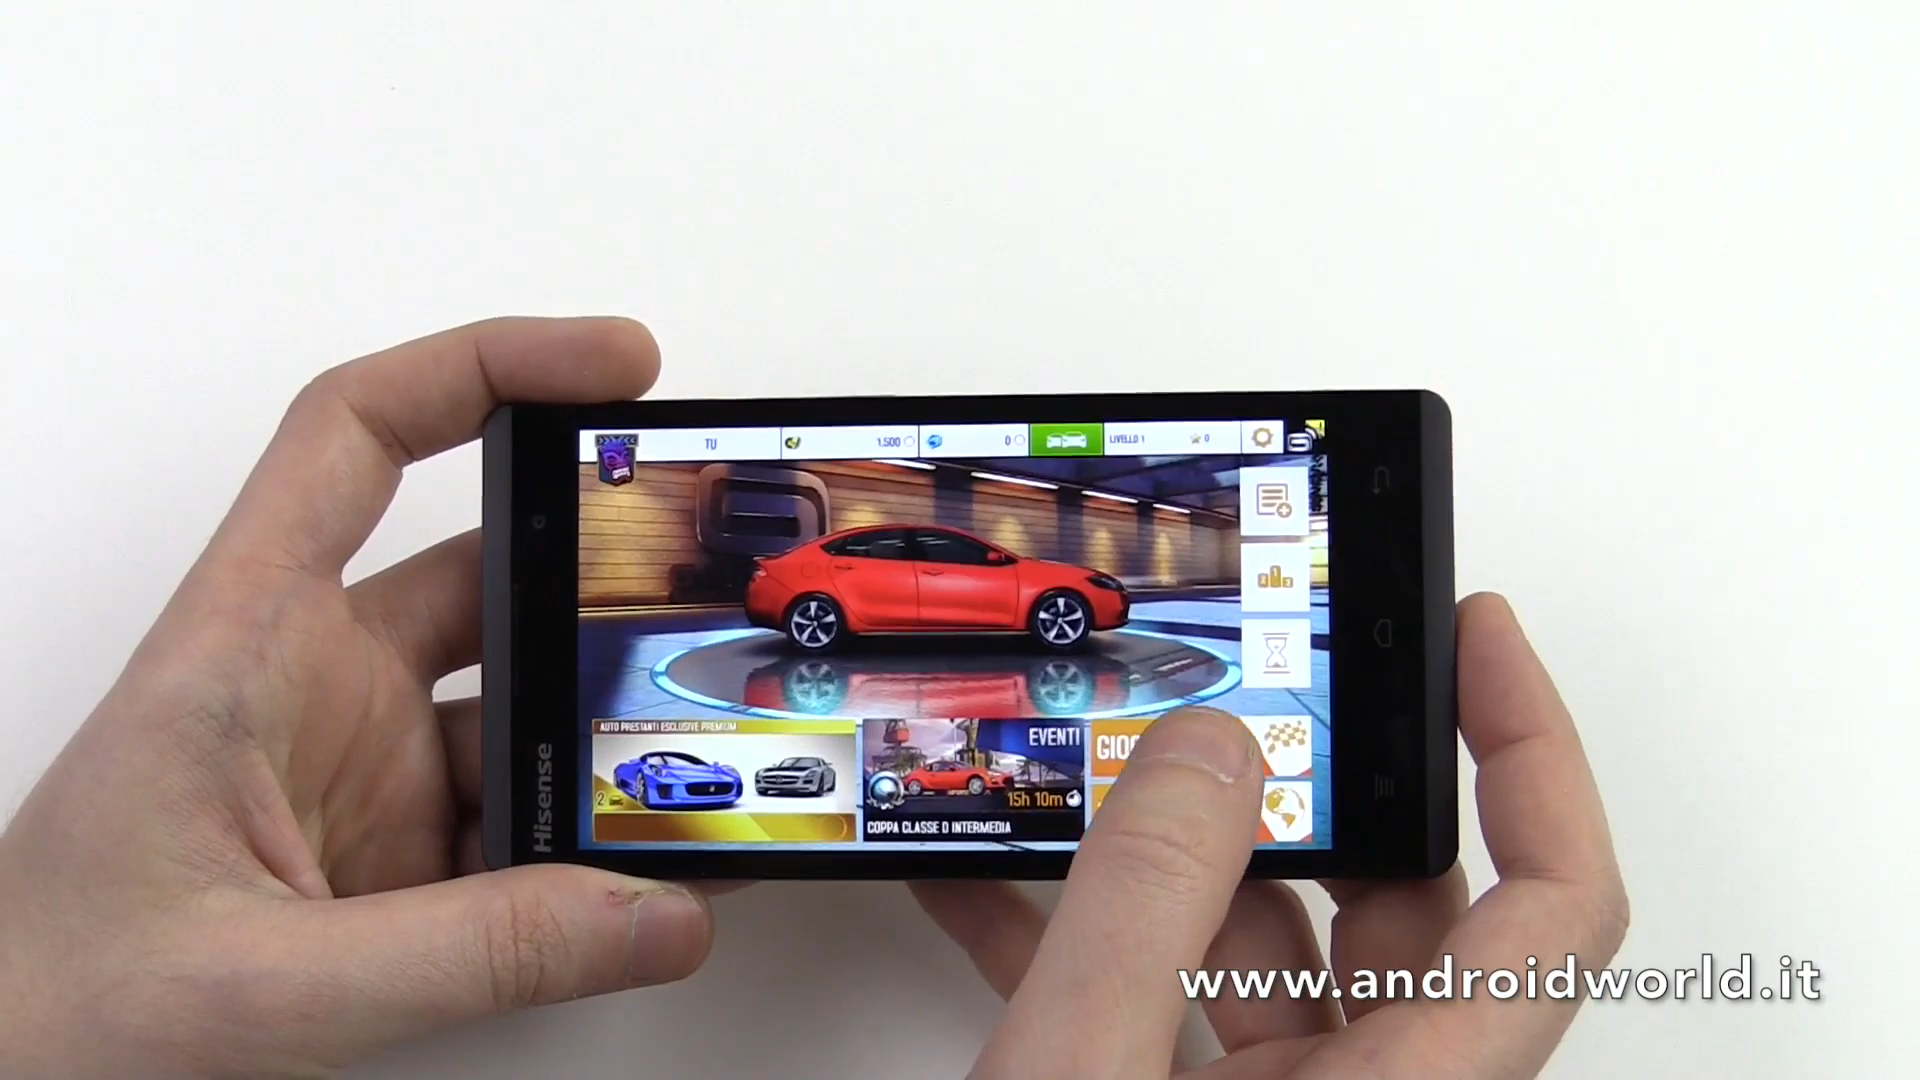 TU
1.500
0
LIVELLO 1
0
AUTO PRESTANTI ESCLUSIVE PREMIUM
2
EVENTI
15h 10m
COPPA CLASSE D INTERMEDIA
Hisense
www.androidworld.it